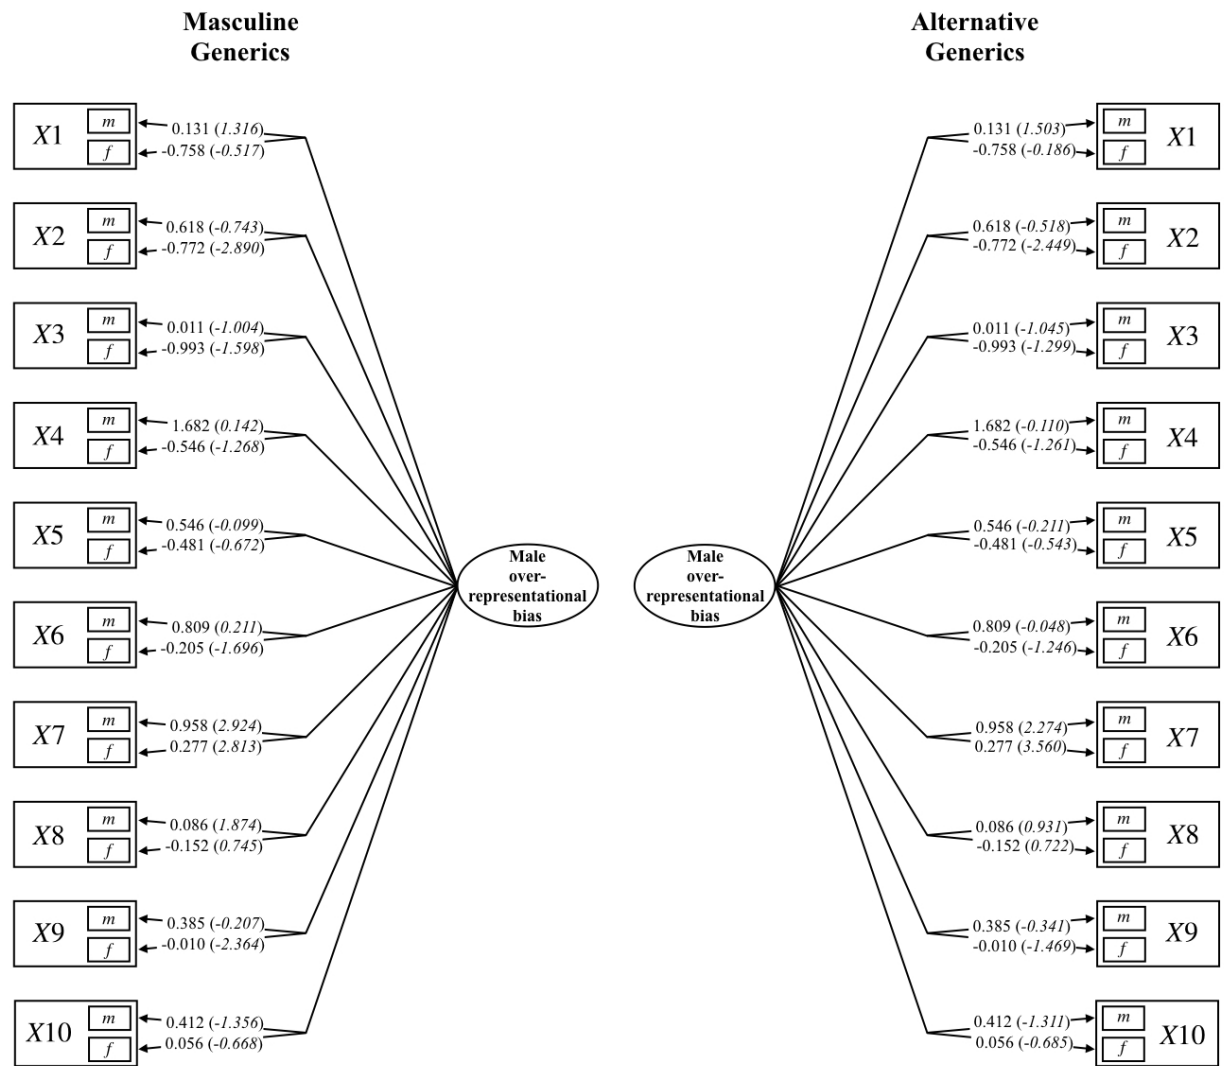 Masculine
Generics
Alternative
Generics
X1
m
f
0.131 (1.316)
-0.758 (-0.517)
0.131 (1.503)
-0.758 (-0.186)
m
f
X1
X2
m
f
0.618 (-0.743)
-0.772 (-2.890)
0.618 (-0.518)
-0.772 (-2.449)
m
f
X2
X3
m
f
0.011 (-1.004)
-0.993 (-1.598)
0.011 (-1.045)
-0.993 (-1.299)
m
f
X3
X4
m
f
1.682 (0.142)
-0.546 (-1.268)
1.682 (-0.110)
-0.546 (-1.261)
m
f
X4
X5
m
f
0.546 (-0.099)
-0.481 (-0.672)
0.546 (-0.211)
-0.481 (-0.543)
m
f
X5
Male
over-
representational
bias
Male
over-
representational
bias
X6
m
f
0.809 (0.211)
-0.205 (-1.696)
0.809 (-0.048)
-0.205 (-1.246)
m
f
X6
X7
m
f
0.958 (2.924)
0.277 (2.813)
0.958 (2.274)
0.277 (3.560)
m
f
X7
X8
m
f
0.086 (1.874)
-0.152 (0.745)
0.086 (0.931)
-0.152 (0.722)
m
f
X8
X9
m
f
0.385 (-0.207)
-0.010 (-2.364)
0.385 (-0.341)
-0.010 (-1.469)
m
f
X9
X10
m
f
0.412 (-1.356)
0.056 (-0.668)
0.412 (-1.311)
0.056 (-0.685)
m
f
X10